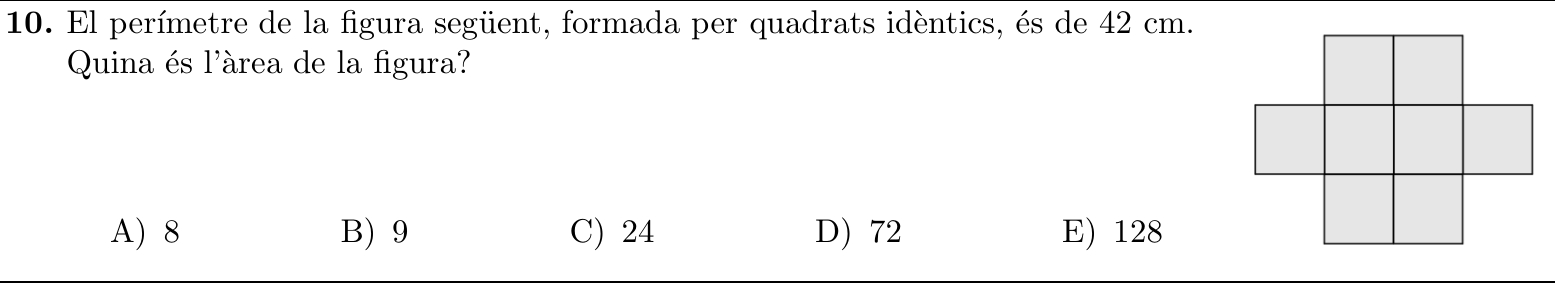 10. El perímetre de la figura següent, formada per quadrats idèntics, és de 42 cm.
Quina és l'àrea de la figura?
A) 8 B) 9 C) 24 D) 72 E) 128